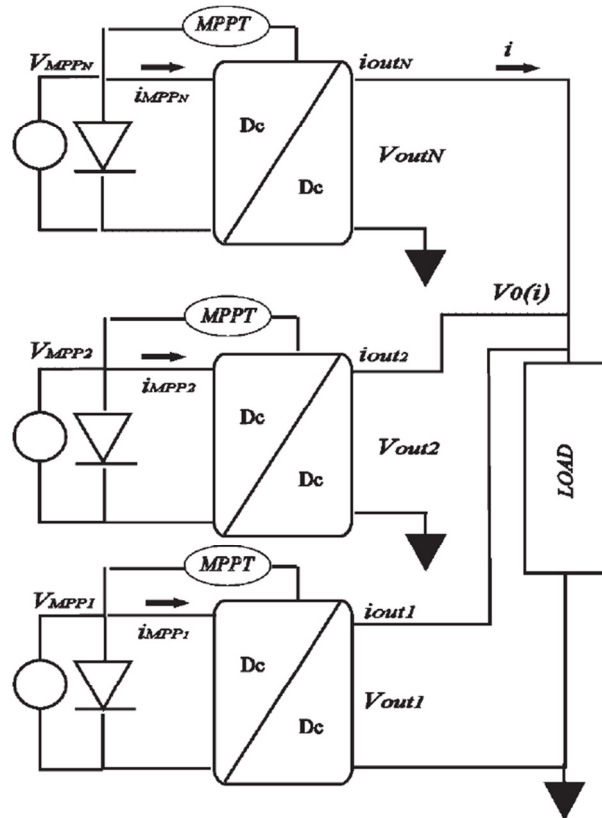 MPPT
VMPPN
iMPPN
Dc
Dc
ioutN
i
VoutN
V0(i)
MPPT
VMPP2
iMPP2
Dc
Dc
iout2
Vout2
LOAD
MPPT
VMPP1
iMPP1
Dc
Dc
iout1
Vout1